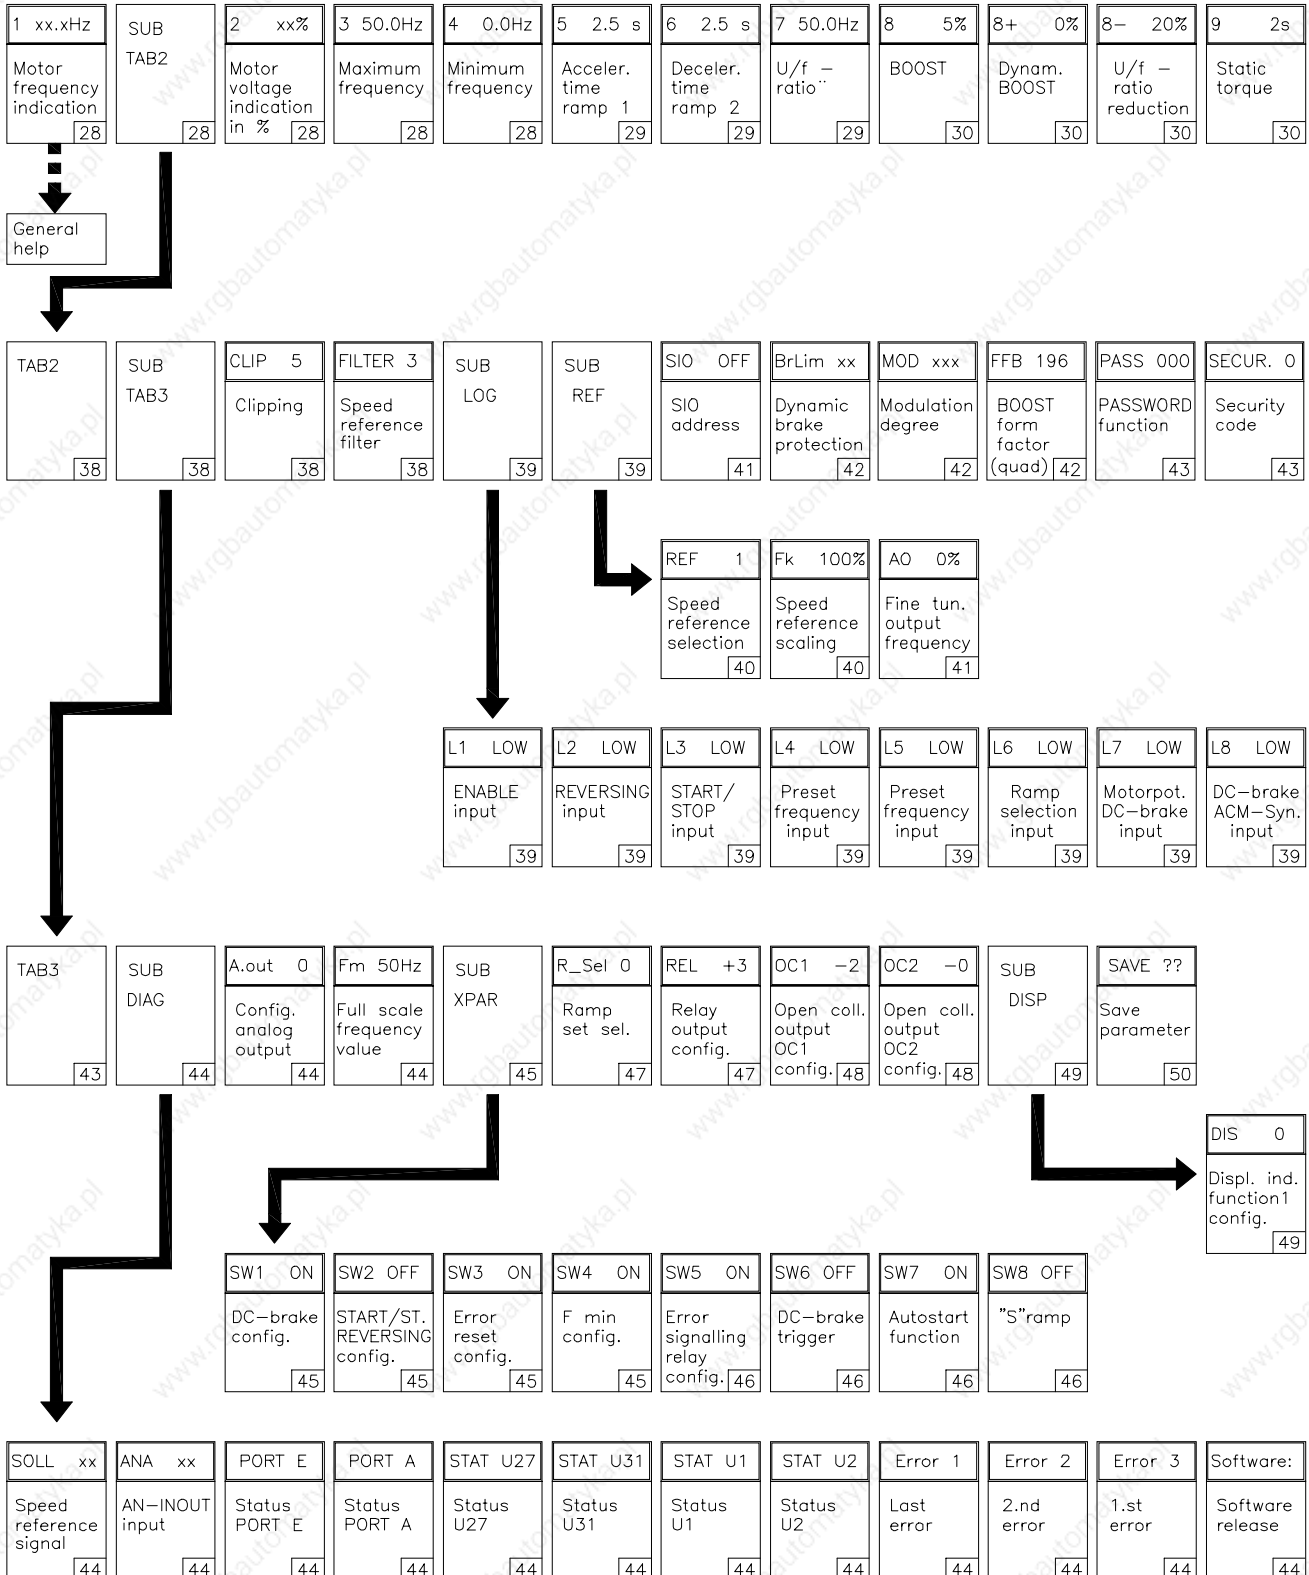 1 xx.xHz
Motor
frequency
indication
28
SUB
TAB2
28
2 xx%
Motor
voltage
indication
in %
28
3 50.0Hz
Maximum
frequency
28
4 0.0Hz
Minimum
frequency
28
5 2.5 s
Acceler.
time
ramp 1
29
6 2.5 s
Deceler.
time
ramp 2
29
7 50.0Hz
U/f –
ratio¨
29
8 5%
BOOST
30
8+ 0%
Dynam.
BOOST
30
8– 20%
U/f –
ratio
reduction
30
9 2s
Static
torque
30
General
help
TAB2
38
SUB
TAB3
38
CLIP 5
Clipping
38
FILTER 3
Speed
reference
filter
38
SUB
LOG
39
SUB
REF
39
SIO OFF
SIO
address
41
BrLim xx
Dynamic
brake
protection
42
MOD xxx
Modulation
degree
42
FFB 196
BOOST
form
factor
(quad)
42
PASS 000
PASSWORD
function
43
SECUR. 0
Security
code
43
REF 1
Speed
reference
selection
40
Fk 100%
Speed
reference
scaling
40
AO 0%
Fine tun.
output
frequency
41
L1 LOW
ENABLE
input
39
L2 LOW
REVERSING
input
39
L3 LOW
START/
STOP
input
39
L4 LOW
Preset
frequency
input
39
L5 LOW
Preset
frequency
input
39
L6 LOW
Ramp
selection
input
39
L7 LOW
Motorpot.
DC–brake
input
39
L8 LOW
DC–brake
ACM–Syn.
input
39
TAB3
43
SUB
DIAG
44
A.out 0
Config.
analog
output
44
Fm 50Hz
Full scale
frequency
value
44
SUB
XPAR
45
R_Sel 0
Ramp
set sel.
47
REL +3
Relay
output
config.
47
OC1 –2
Open coll.
output
OC1
config.
48
OC2 –0
Open coll.
output
OC2
config.
48
SUB
DISP
49
SAVE ??
Save
parameter
50
DIS 0
Displ. ind.
function1
config.
49
SW1 ON
DC–brake
config.
45
SW2 OFF
START/ST.
REVERSING
config.
45
SW3 ON
Error
reset
config.
45
SW4 ON
F min
config.
45
SW5 ON
Error
signalling
relay
config.
46
SW6 OFF
DC–brake
trigger
46
SW7 ON
Autostart
function
46
SW8 OFF
"S"ramp
46
SOLL xx
Speed
reference
signal
44
ANA xx
AN–INOUT
input
44
PORT E
Status
PORT E
44
PORT A
Status
PORT A
44
STAT U27
Status
U27
44
STAT U31
Status
U31
44
STAT U1
Status
U1
44
STAT U2
Status
U2
44
Error 1
Last
error
44
Error 2
2.nd
error
44
Error 3
1.st
error
44
Software:
Software
release
44
www.rgbautomatyka.pl